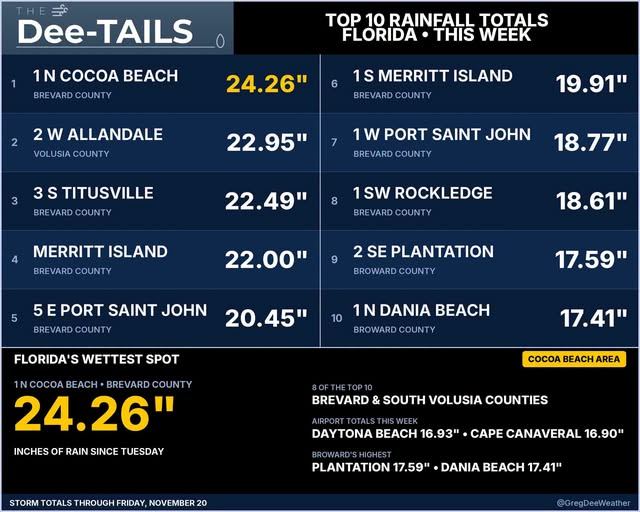 THE
Dee-TAILS
TOP 10 RAINFALL TOTALS
FLORIDA • THIS WEEK
1 1 N COCOA BEACH 24.26"
BREVARD COUNTY
2 2 W ALLANDALE 22.95"
VOLUSIA COUNTY
3 3 S TITUSVILLE 22.49"
BREVARD COUNTY
4 MERRITT ISLAND 22.00"
BREVARD COUNTY
5 5 E PORT SAINT JOHN 20.45"
BREVARD COUNTY
6 1 S MERRITT ISLAND 19.91"
BREVARD COUNTY
7 1 W PORT SAINT JOHN 18.77"
BREVARD COUNTY
8 1 SW ROCKLEDGE 18.61"
BREVARD COUNTY
9 2 SE PLANTATION 17.59"
BROWARD COUNTY
10 1 N DANIA BEACH 17.41"
BROWARD COUNTY
FLORIDA'S WETTEST SPOT
COCOA BEACH AREA
1 N COCOA BEACH • BREVARD COUNTY
24.26"
INCHES OF RAIN SINCE TUESDAY
8 OF THE TOP 10
BREVARD & SOUTH VOLUSIA COUNTIES
AIRPORT TOTALS THIS WEEK
DAYTONA BEACH 16.93" • CAPE CANAVERAL 16.90"
BROWARD'S HIGHEST
PLANTATION 17.59" • DANIA BEACH 17.41"
STORM TOTALS THROUGH FRIDAY, NOVEMBER 20
@GregDeeWeather